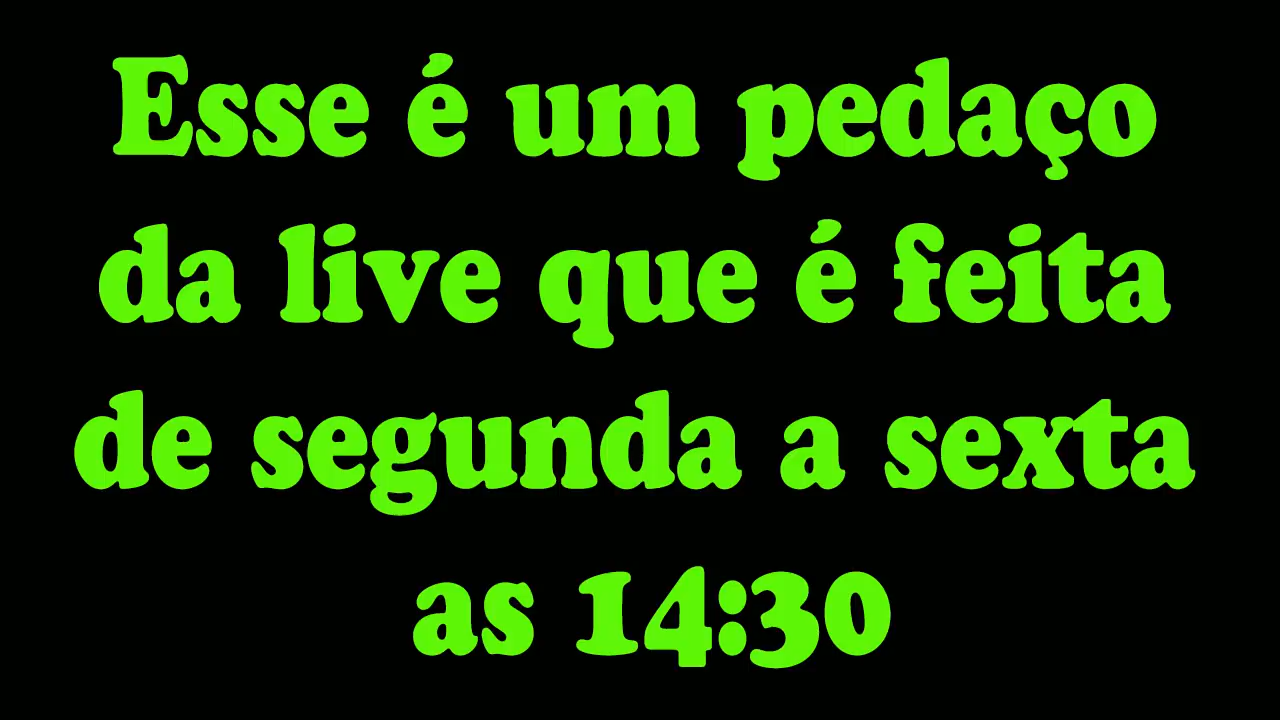 Esse é um pedaço
da live que é feita
de segunda a sexta
as 14:30